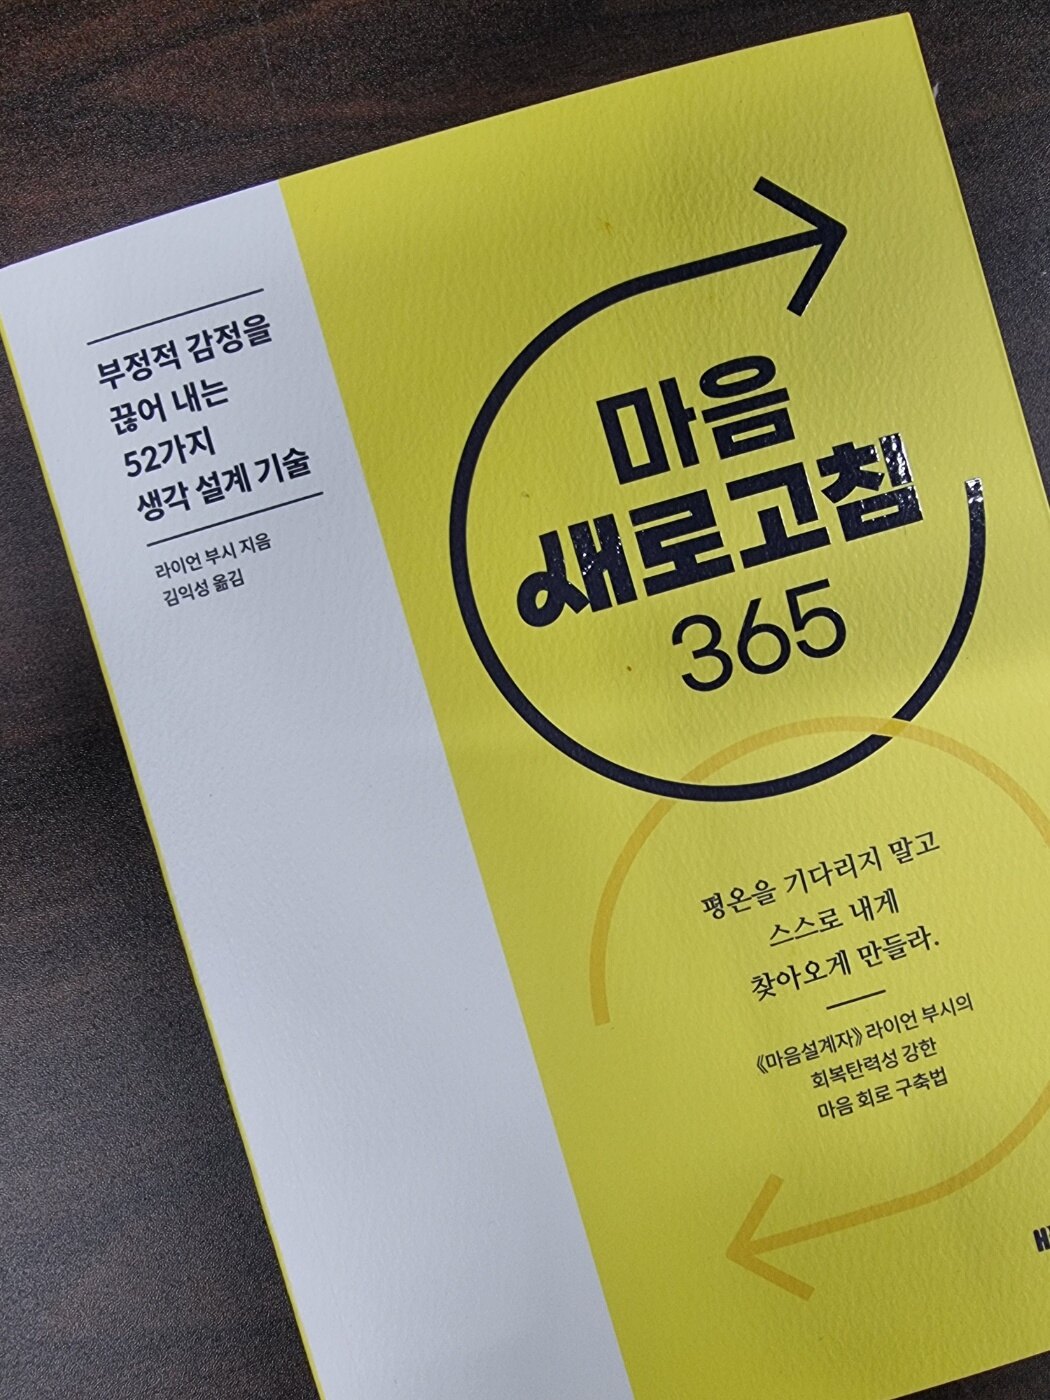 부정적 감정을
끊어 내는
52가지
생각 설계 기술
라이언 부시 지음
김익성 옮김
마음
새로고침
365
평온을 기다리지 말고
스스로 내게
찾아오게 만들라.
《마음설계자》 라이언 부시의
회복탄력성 강한
마음 회로 구축법